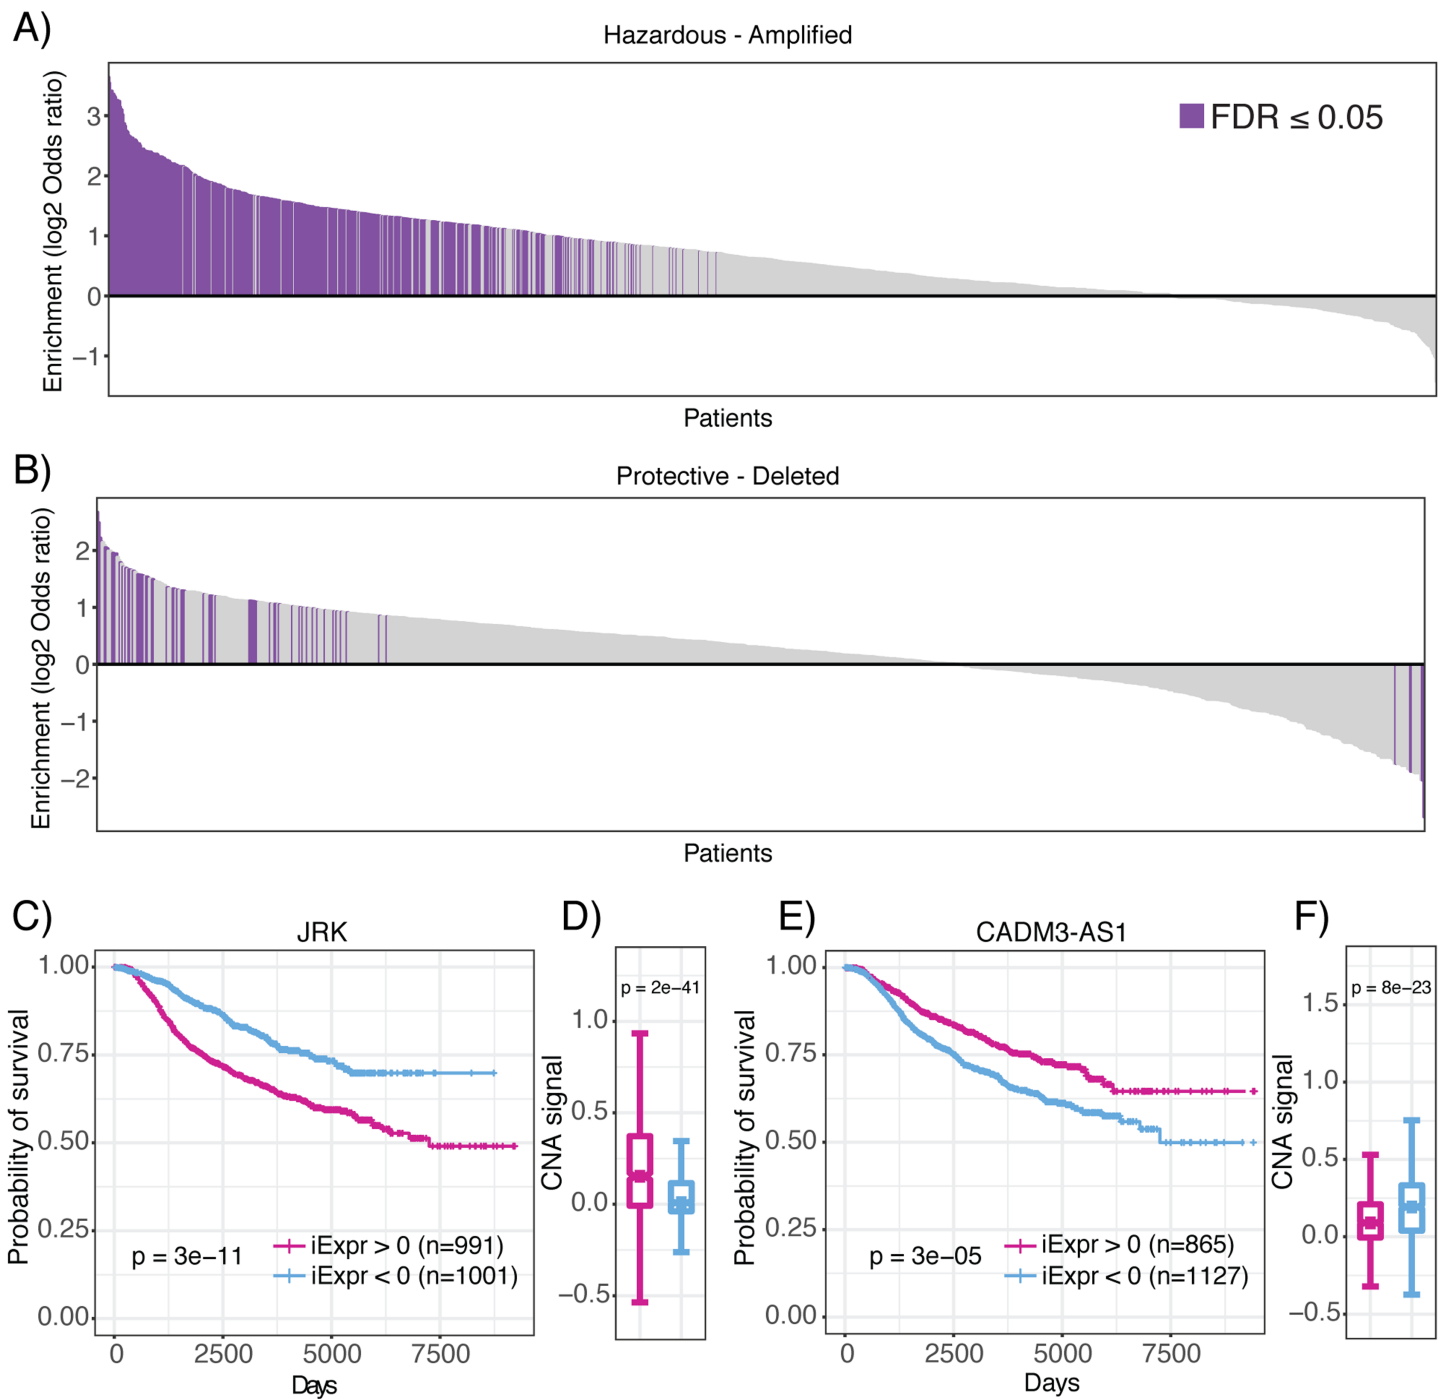 A)
Hazardous - Amplified
Enrichment (log2 Odds ratio)
3
2
1
0
−1
FDR ≤ 0.05
Patients
B)
Protective - Deleted
Enrichment (log2 Odds ratio)
2
1
0
−1
−2
Patients
C)
JRK
Probability of survival
1.00
0.75
0.50
0.25
0.00
p = 3e−11
iExpr > 0 (n=991)
iExpr < 0 (n=1001)
0 2500 5000 7500
Days
D)
CNA signal
p = 2e−41
1.0
0.5
0.0
−0.5
E)
CADM3-AS1
Probability of survival
1.00
0.75
0.50
0.25
0.00
p = 3e−05
iExpr > 0 (n=865)
iExpr < 0 (n=1127)
0 2500 5000 7500
Days
F)
CNA signal
p = 8e−23
1.5
1.0
0.5
0.0
−0.5